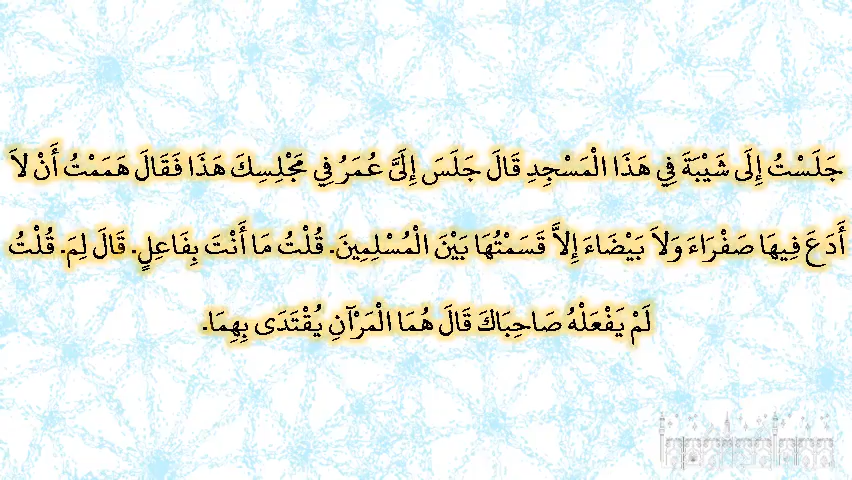 جَلَسْتُ إِلَى شَيْبَةَ فِي هَذَا الْمَسْجِدِ قَالَ جَلَسَ إِلَىَّ عُمَرُ فِي مَجْلِسِكَ هَذَا فَقَالَ هَمَمْتُ أَنْ لاَ
أَدَعَ فِيهَا صَفْرَاءَ وَلاَ بَيْضَاءَ إِلاَّ قَسَمْتُهَا بَيْنَ الْمُسْلِمِينَ. قُلْتُ مَا أَنْتَ بِفَاعِلٍ. قَالَ لِمَ. قُلْتُ
لَمْ يَفْعَلْهُ صَاحِبَاكَ قَالَ هُمَا الْمَرْآنِ يُقْتَدَى بِهِمَا.